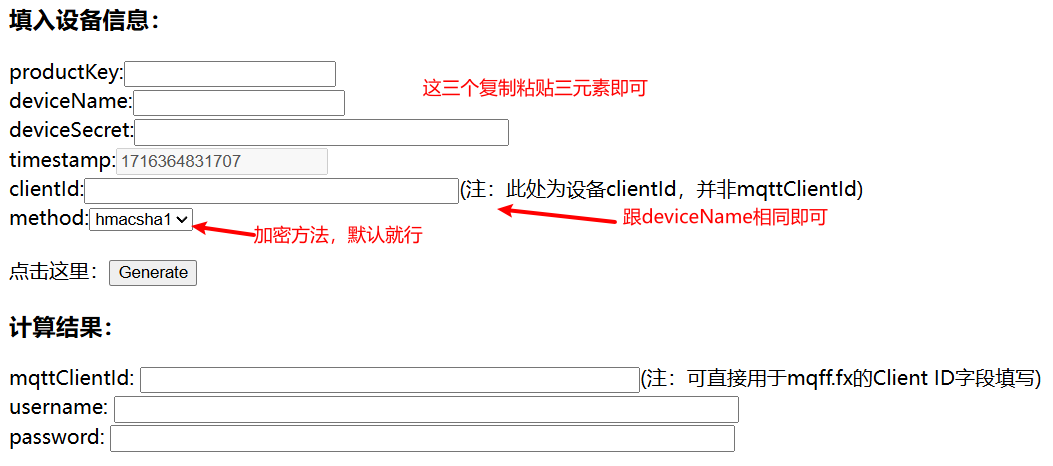 填入设备信息：
productKey:
这三个复制粘贴三元素即可
deviceName:
deviceSecret:
timestamp:1716364831707
clientId:(注：此处为设备clientId，并非mqttClientId)
method:hmacsha1
跟deviceName相同即可
加密方法，默认就行
点击这里：Generate
计算结果：
mqttClientId:(注：可直接用于mqff.fx的Client ID字段填写)
username:
password: